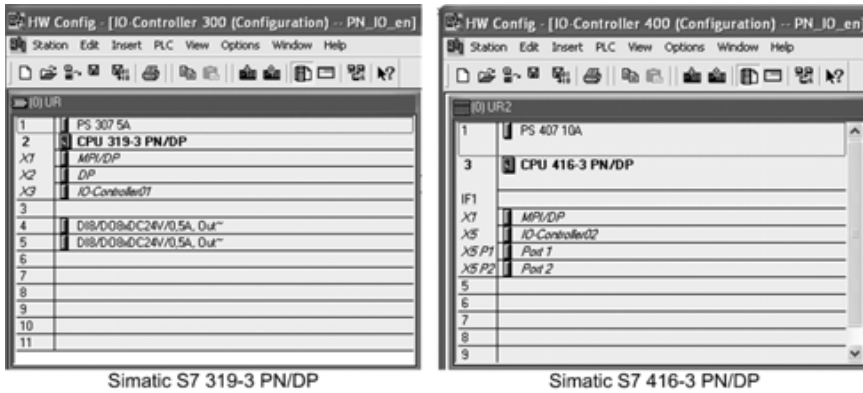 HW Config - [IO-Controller 300 (Configuration) -- PN_IO_en]
Station Edit Insert PLC View Options Window Help
(0) UR
1 PS 307 5A
2 CPU 319-3 PN/DP
X1 MPI/DP
X2 DP
X3 IO-Controller01
3
4 DI8/DO8xDC24V/0,5A, Out~
5 DI8/DO8xDC24V/0,5A, Out~
6
7
8
9
10
11
Simatic S7 319-3 PN/DP
HW Config - [IO-Controller 400 (Configuration) -- PN_IO_en
Station Edit Insert PLC View Options Window Help
(0) UR2
1 PS 407 10A
3 CPU 416-3 PN/DP
IF1
X1 MPI/DP
X5 IO-Controller02
X5 P1 Port 1
X5 P2 Port 2
5
6
7
8
9
Simatic S7 416-3 PN/DP